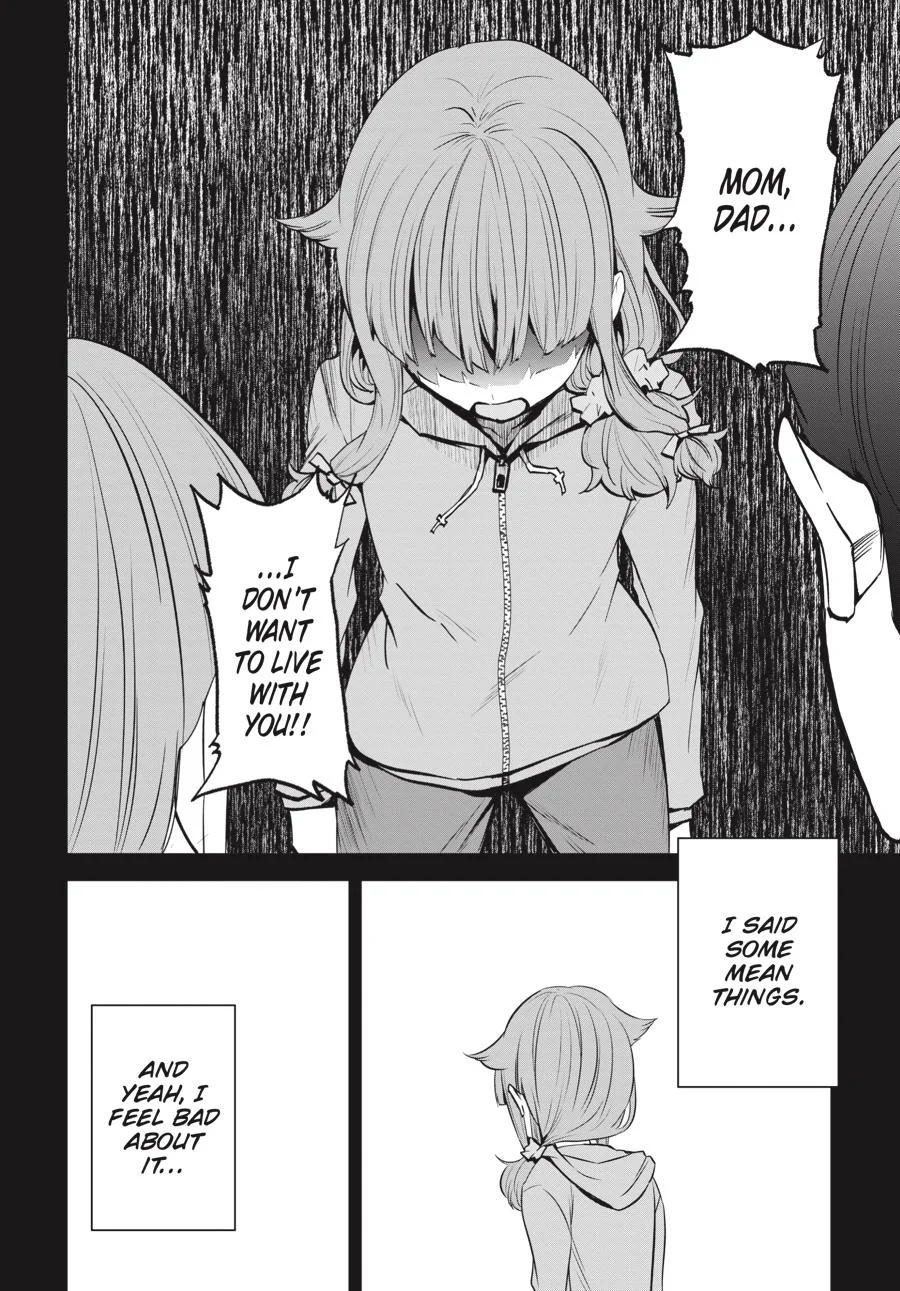 MOM,
DAD...
...I
DON'T
WANT
TO LIVE
WITH
YOU!!
I SAID
SOME
MEAN
THINGS.
AND
YEAH, I
FEEL BAD
ABOUT
IT...